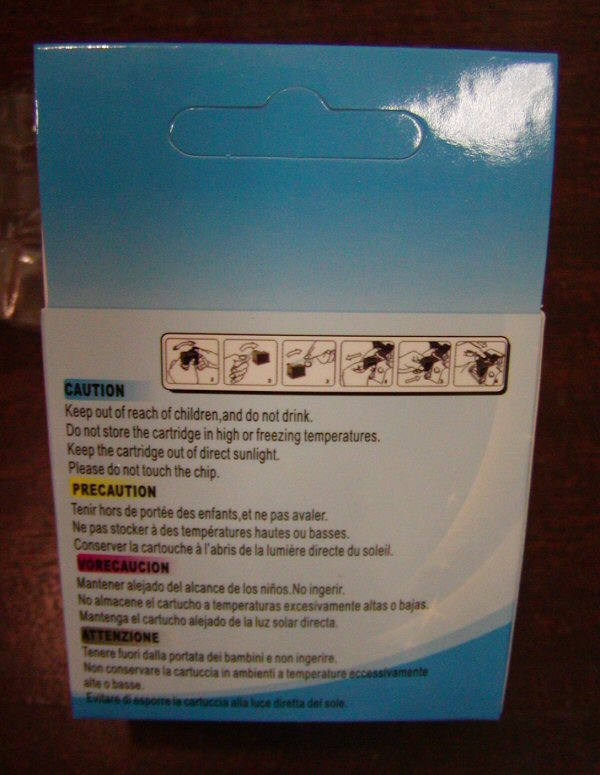 CAUTION
Keep out of reach of children,and do not drink.
Do not store the cartridge in high or freezing temperatures.
Keep the cartridge out of direct sunlight.
Please do not touch the chip.
PRECAUTION
Tenir hors de portée des enfants,et ne pas avaler.
Ne pas stocker à des températures hautes ou basses.
Conserver la cartouche à l'abris de la lumière directe du soleil.
VORECAUCION
Mantener alejado del alcance de los niños.No ingerir.
No almacene el cartucho a temperaturas excesivamente altas o bajas.
Mantenga el cartucho alejado de la luz solar directa.
ATTENZIONE
Tenere fuori dalla portata dei bambini e non ingerire.
Non conservare la cartuccia in ambienti a temperature eccessivamente
alte o basse.
Evitare di esporre la cartuccia alla luce diretta del sole.